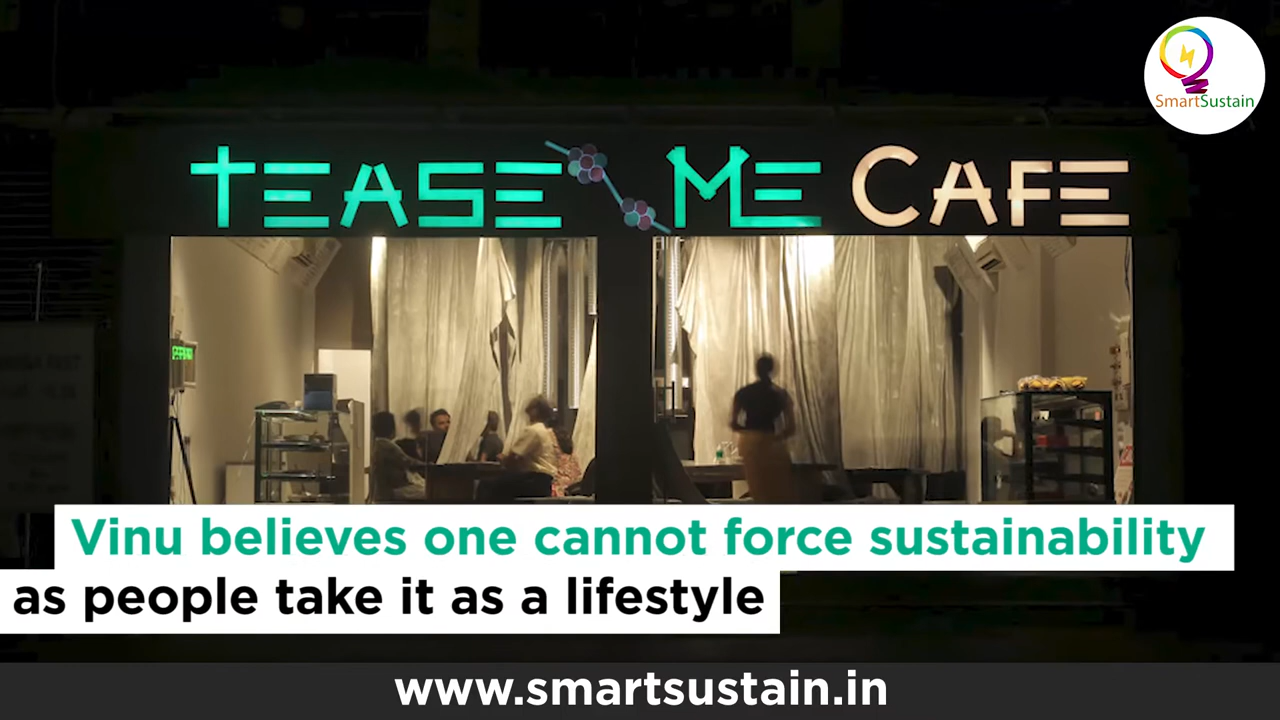 SmartSustain
TEASE ME CAFE
Vinu believes one cannot force sustainability
as people take it as a lifestyle
www.smartsustain.in